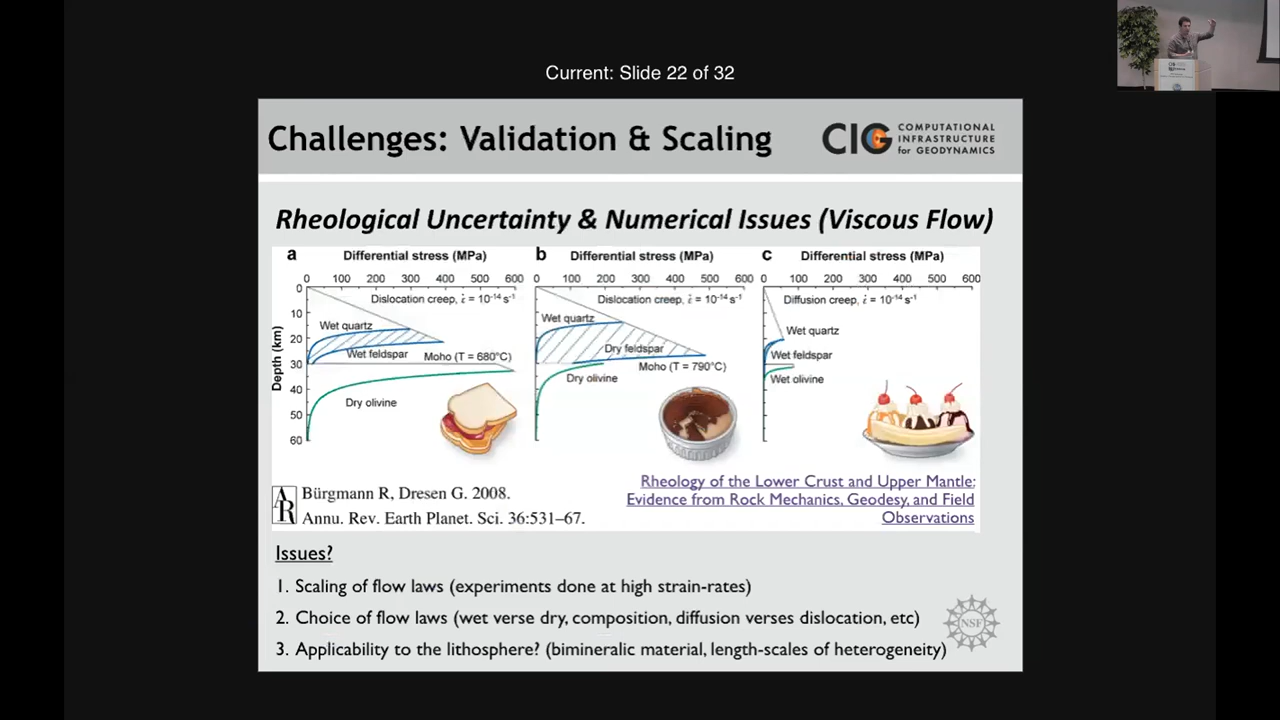 Current: Slide 22 of 32
Challenges: Validation & Scaling
CIG COMPUTATIONAL
INFRASTRUCTURE
for GEODYNAMICS
Rheological Uncertainty & Numerical Issues (Viscous Flow)
a Differential stress (MPa)
0 100 200 300 400 500 600
Dislocation creep, ε̇ = 10⁻¹⁴ s⁻¹
Depth (km)
0
10
20
30
40
50
60
Wet quartz
Wet feldspar
Moho (T = 680°C)
Dry olivine
b Differential stress (MPa)
0 100 200 300 400 500 600
Dislocation creep, ε̇ = 10⁻¹⁴ s⁻¹
Wet quartz
Dry feldspar
Moho (T = 790°C)
Dry olivine
c Differential stress (MPa)
0 100 200 300 400 500 600
Diffusion creep, ε̇ = 10⁻¹⁴ s⁻¹
Wet quartz
Wet feldspar
Wet olivine
AR
Bürgmann R, Dresen G. 2008.
Annu. Rev. Earth Planet. Sci. 36:531–67.
Rheology of the Lower Crust and Upper Mantle:
Evidence from Rock Mechanics, Geodesy, and Field
Observations
Issues?
1. Scaling of flow laws (experiments done at high strain-rates)
2. Choice of flow laws (wet verse dry, composition, diffusion verses dislocation, etc)
3. Applicability to the lithosphere? (bimineralic material, length-scales of heterogeneity)
NSF